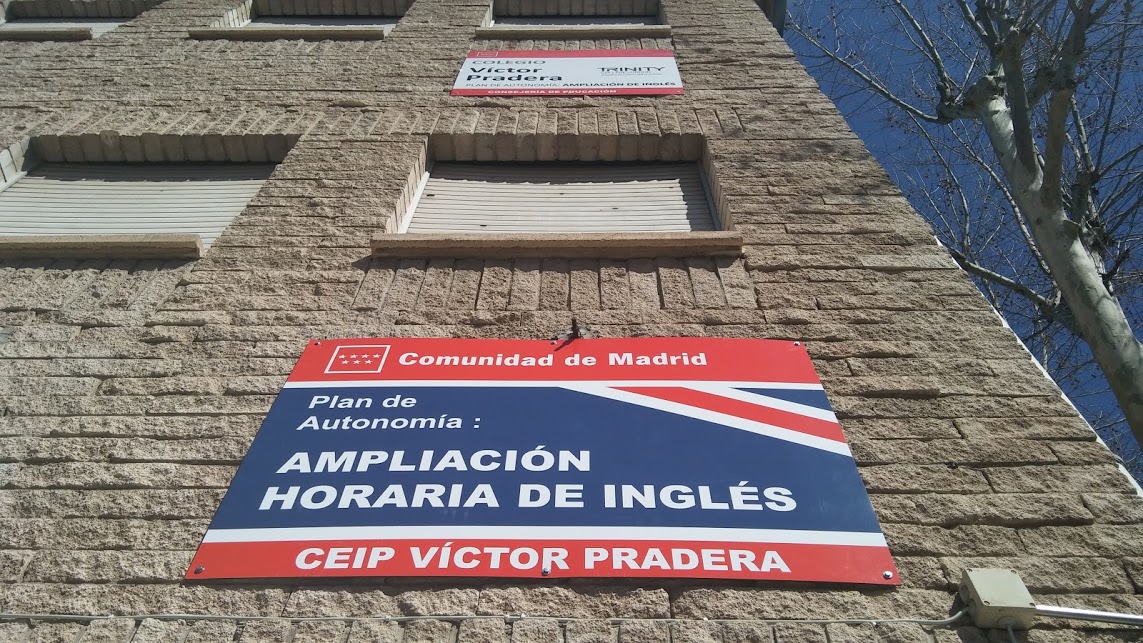 COLEGIO
Víctor
Pradera
TRINITY
PLAN DE AUTONOMÍA: AMPLIACIÓN DE INGLÉS
CONSEJERÍA DE EDUCACIÓN
Comunidad de Madrid
Plan de
Autonomía :
AMPLIACIÓN
HORARIA DE INGLÉS
CEIP VÍCTOR PRADERA